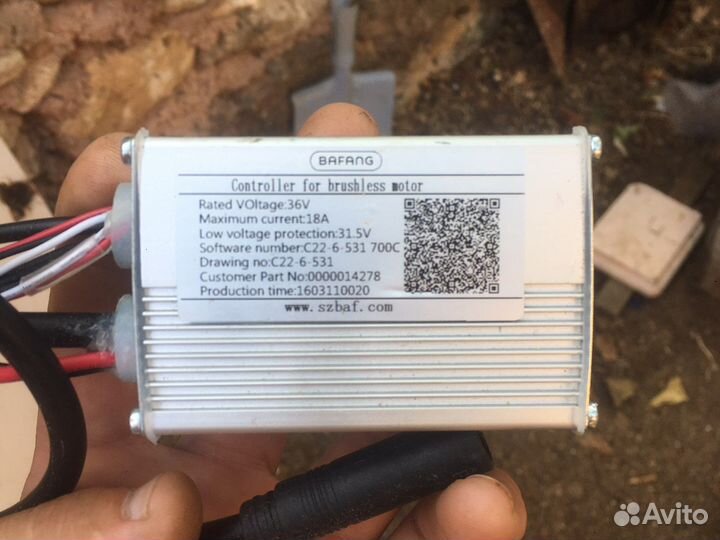 BAFANG
Controller for brushless motor
Rated VOltage:36V
Maximum current:18A
Low voltage protection:31.5V
Software number:C22-6-531 700C
Drawing no:C22-6-531
Customer Part No:0000014278
Production time:1603110020
www.szbaf.com
Avito